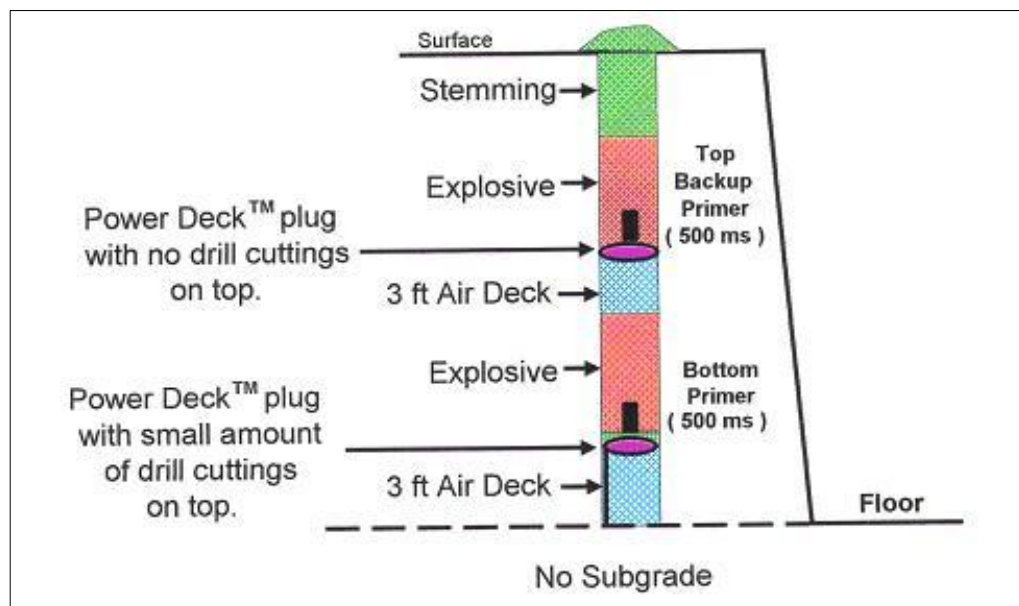 Surface
Stemming
Explosive
Top
Backup
Primer
( 500 ms )
Power Deck™ plug
with no drill cuttings
on top.
3 ft Air Deck
Explosive
Bottom
Primer
( 500 ms )
Power Deck™ plug
with small amount
of drill cuttings
on top.
3 ft Air Deck
Floor
No Subgrade